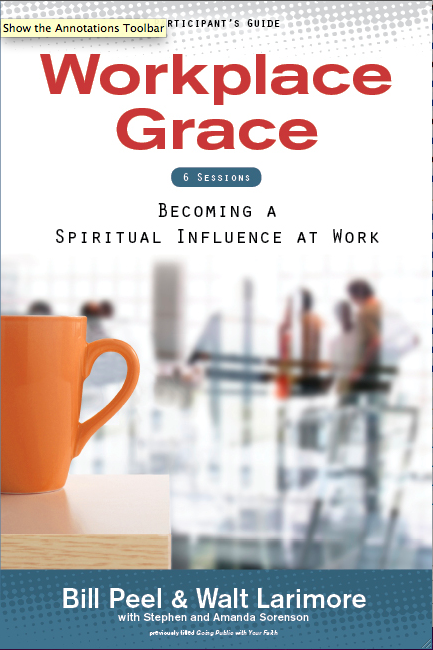 Show the Annotations Toolbar
RTICIPANT'S GUIDE
Workplace
Grace
6 SESSIONS
BECOMING A
SPIRITUAL INFLUENCE AT WORK
Bill Peel & Walt Larimore
with Stephen and Amanda Sorenson
previously titled Going Public with Your Faith